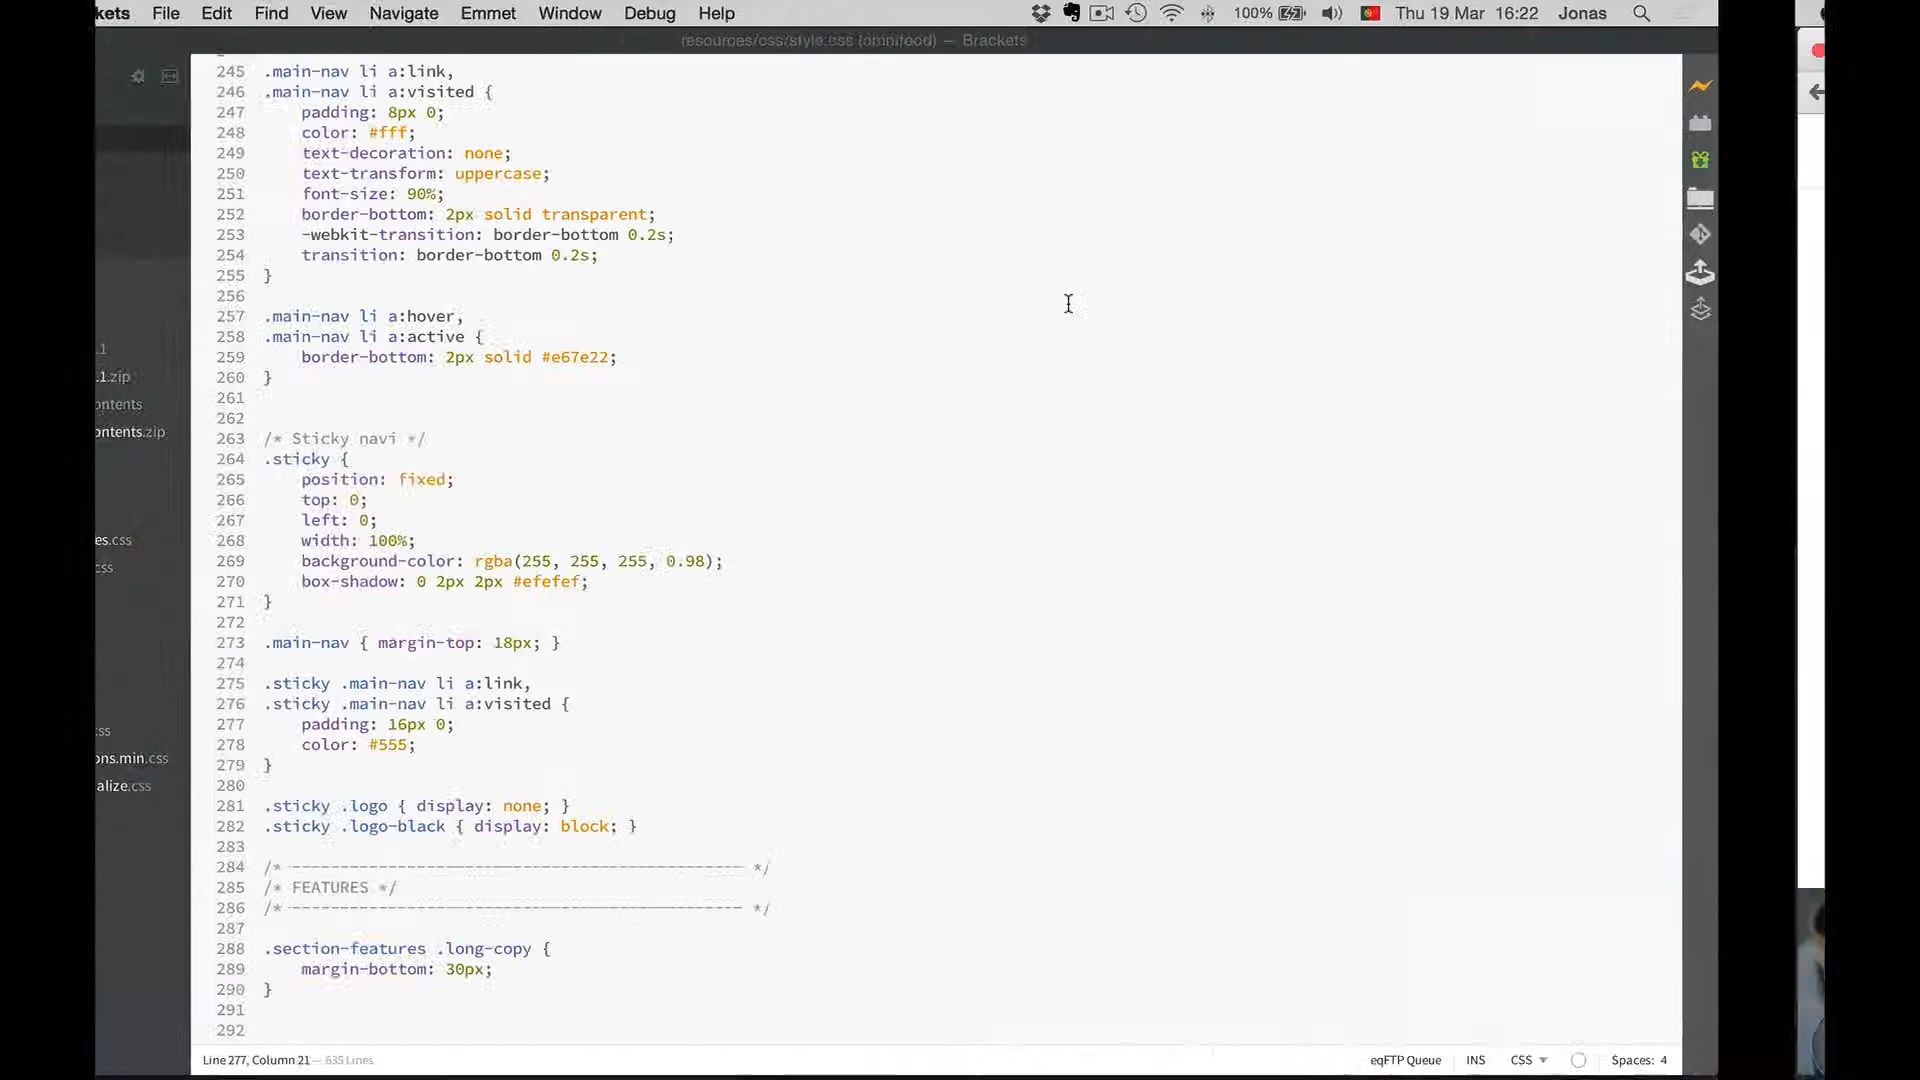 kets File Edit Find View Navigate Emmet Window Debug Help 100% Thu 19 Mar 16:22 Jonas
resources/css/style.css (omnifood) — Brackets
.1
.1.zip
ontents
ontents.zip
es.css
css
ss
ons.min.css
alize.css
245 .main-nav li a:link,
246 .main-nav li a:visited {
247 padding: 8px 0;
248 color: #fff;
249 text-decoration: none;
250 text-transform: uppercase;
251 font-size: 90%;
252 border-bottom: 2px solid transparent;
253 -webkit-transition: border-bottom 0.2s;
254 transition: border-bottom 0.2s;
255 }
256
257 .main-nav li a:hover,
258 .main-nav li a:active {
259 border-bottom: 2px solid #e67e22;
260 }
261
262
263 /* Sticky navi */
264 .sticky {
265 position: fixed;
266 top: 0;
267 left: 0;
268 width: 100%;
269 background-color: rgba(255, 255, 255, 0.98);
270 box-shadow: 0 2px 2px #efefef;
271 }
272
273 .main-nav { margin-top: 18px; }
274
275 .sticky .main-nav li a:link,
276 .sticky .main-nav li a:visited {
277 padding: 16px 0;
278 color: #555;
279 }
280
281 .sticky .logo { display: none; }
282 .sticky .logo-black { display: block; }
283
284 /* ----------------------------------------------- */
285 /* FEATURES */
286 /* ----------------------------------------------- */
287
288 .section-features .long-copy {
289 margin-bottom: 30px;
290 }
291
292
Line 277, Column 21 — 635 Lines eqFTP Queue INS CSS Spaces: 4